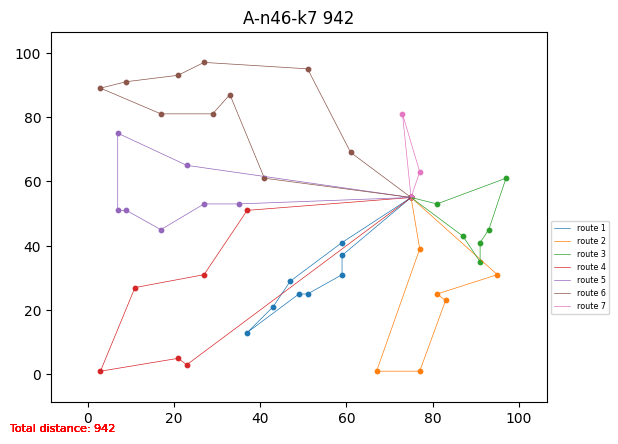 A-n46-k7 942
100
80
60
40
20
0
0 20 40 60 80 100
route 1
route 2
route 3
route 4
route 5
route 6
route 7
Total distance: 942